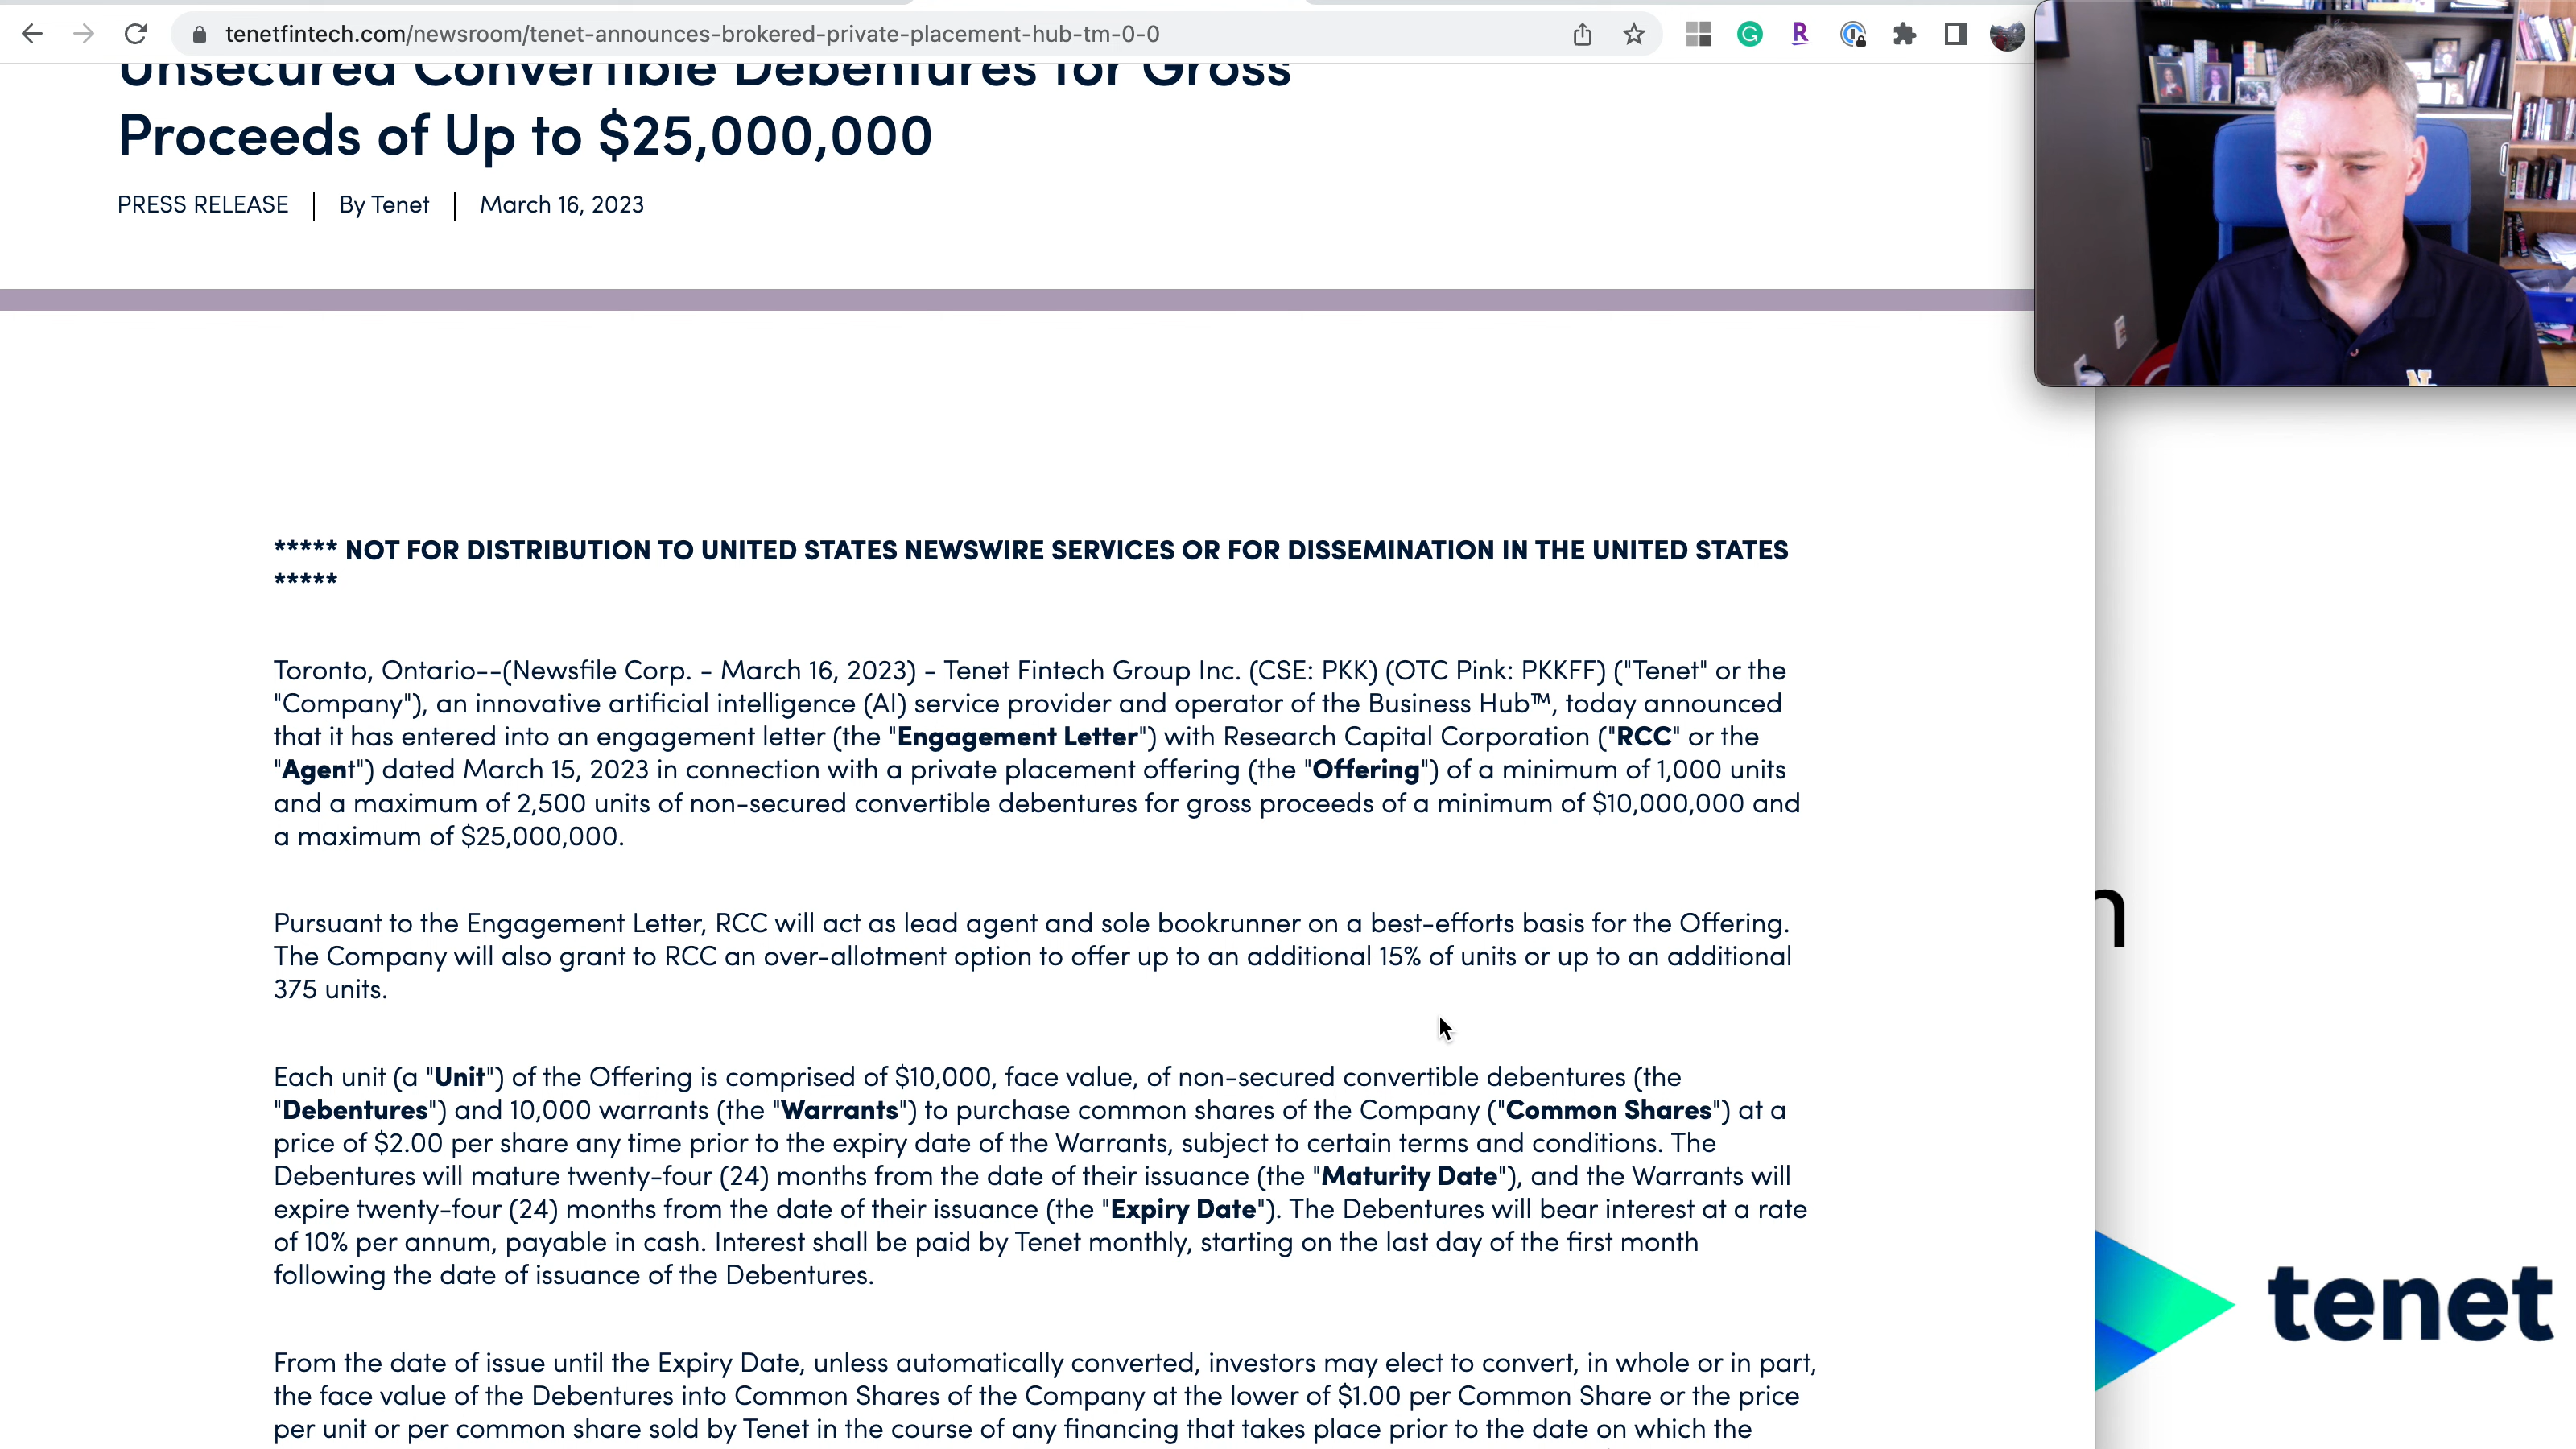 tenetfintech.com/newsroom/tenet-announces-brokered-private-placement-hub-tm-0-0
Unsecured Convertible Debentures for Gross
Proceeds of Up to $25,000,000
PRESS RELEASE | By Tenet | March 16, 2023
***** NOT FOR DISTRIBUTION TO UNITED STATES NEWSWIRE SERVICES OR FOR DISSEMINATION IN THE UNITED STATES
*****
Toronto, Ontario--(Newsfile Corp. - March 16, 2023) - Tenet Fintech Group Inc. (CSE: PKK) (OTC Pink: PKKFF) ("Tenet" or the
"Company"), an innovative artificial intelligence (AI) service provider and operator of the Business Hub™, today announced
that it has entered into an engagement letter (the "Engagement Letter") with Research Capital Corporation ("RCC" or the
"Agent") dated March 15, 2023 in connection with a private placement offering (the "Offering") of a minimum of 1,000 units
and a maximum of 2,500 units of non-secured convertible debentures for gross proceeds of a minimum of $10,000,000 and
a maximum of $25,000,000.
Pursuant to the Engagement Letter, RCC will act as lead agent and sole bookrunner on a best-efforts basis for the Offering.
The Company will also grant to RCC an over-allotment option to offer up to an additional 15% of units or up to an additional
375 units.
Each unit (a "Unit") of the Offering is comprised of $10,000, face value, of non-secured convertible debentures (the
"Debentures") and 10,000 warrants (the "Warrants") to purchase common shares of the Company ("Common Shares") at a
price of $2.00 per share any time prior to the expiry date of the Warrants, subject to certain terms and conditions. The
Debentures will mature twenty-four (24) months from the date of their issuance (the "Maturity Date"), and the Warrants will
expire twenty-four (24) months from the date of their issuance (the "Expiry Date"). The Debentures will bear interest at a rate
of 10% per annum, payable in cash. Interest shall be paid by Tenet monthly, starting on the last day of the first month
following the date of issuance of the Debentures.
From the date of issue until the Expiry Date, unless automatically converted, investors may elect to convert, in whole or in part,
the face value of the Debentures into Common Shares of the Company at the lower of $1.00 per Common Share or the price
per unit or per common share sold by Tenet in the course of any financing that takes place prior to the date on which the
n
tenet